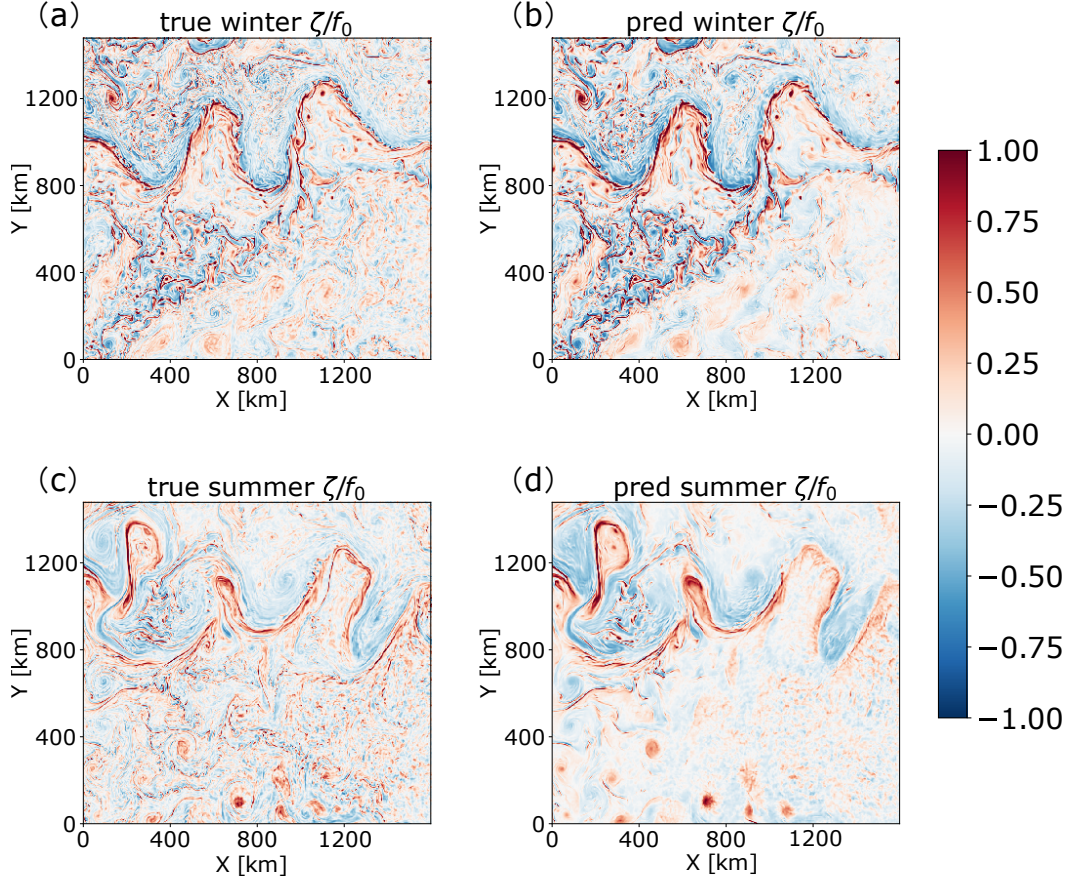 (a) true winter ζ/f₀
1200
800
400
0
Y [km]
0 400 800 1200
X [km]
(b) pred winter ζ/f₀
1200
800
400
0
Y [km]
0 400 800 1200
X [km]
(c) true summer ζ/f₀
1200
800
400
0
Y [km]
0 400 800 1200
X [km]
(d) pred summer ζ/f₀
1200
800
400
0
Y [km]
0 400 800 1200
X [km]
1.00
0.75
0.50
0.25
0.00
−0.25
−0.50
−0.75
−1.00